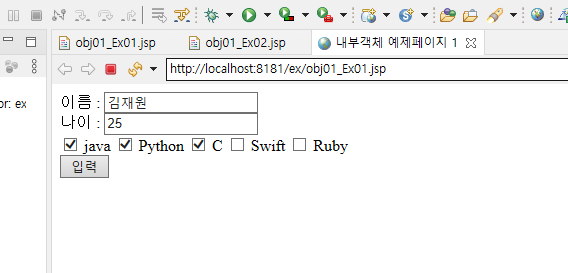 obj01_Ex01.jsp obj01_Ex02.jsp 내부객체 예제페이지 1
http://localhost:8181/ex/obj01_Ex01.jsp
or: ex
이름 : 김재원
나이 : 25
java Python C Swift Ruby
입력